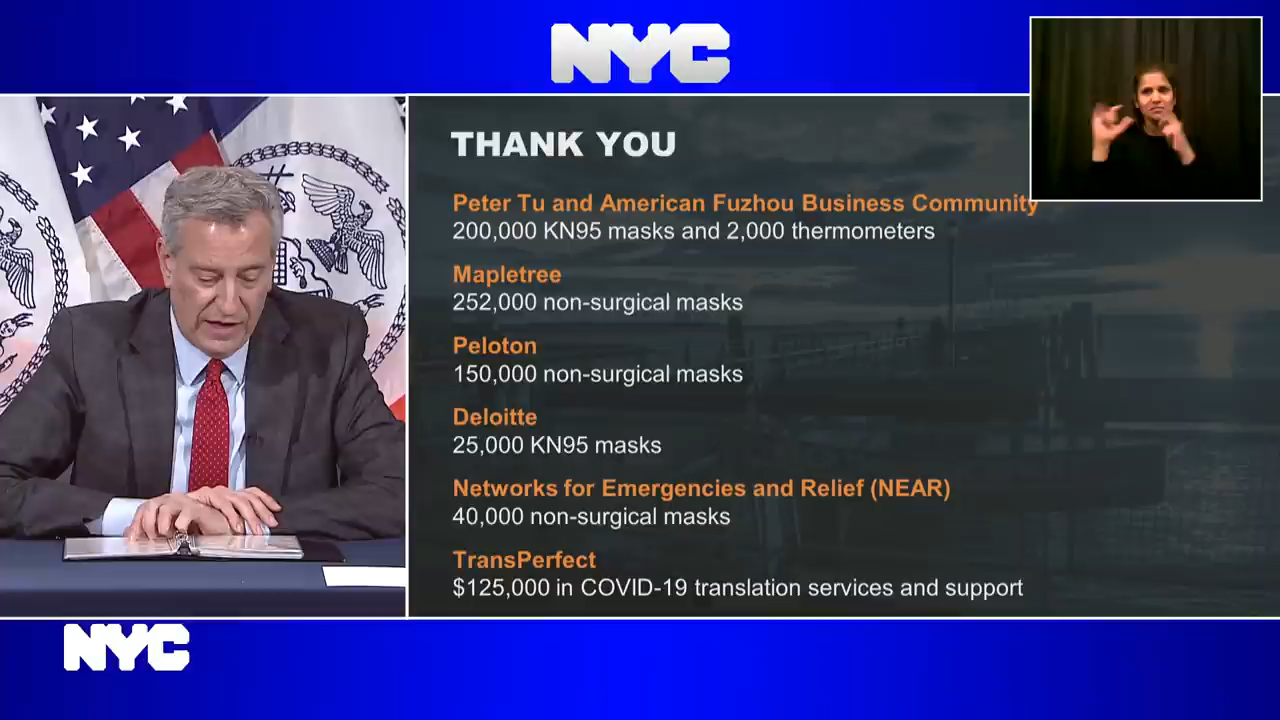 NYC
THANK YOU
Peter Tu and American Fuzhou Business Community
200,000 KN95 masks and 2,000 thermometers
Mapletree
252,000 non-surgical masks
Peloton
150,000 non-surgical masks
Deloitte
25,000 KN95 masks
Networks for Emergencies and Relief (NEAR)
40,000 non-surgical masks
TransPerfect
$125,000 in COVID-19 translation services and support
NYC